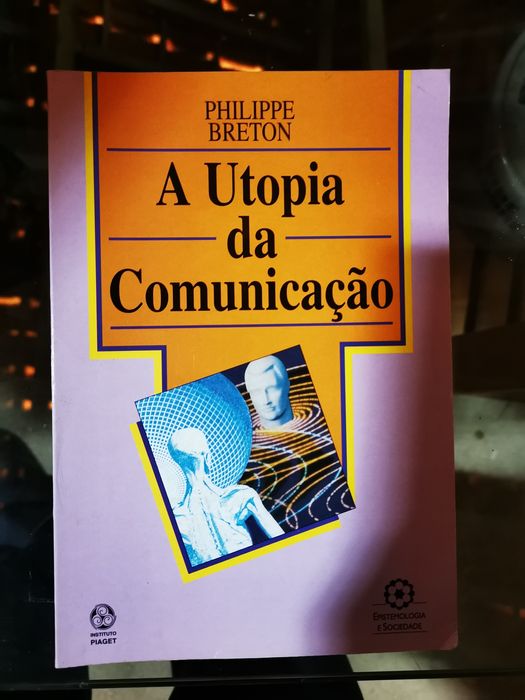 PHILIPPE
BRETON
A Utopia
da
Comunicação
INSTITUTO
PIAGET
EPISTEMOLOGIA
E SOCIEDADE